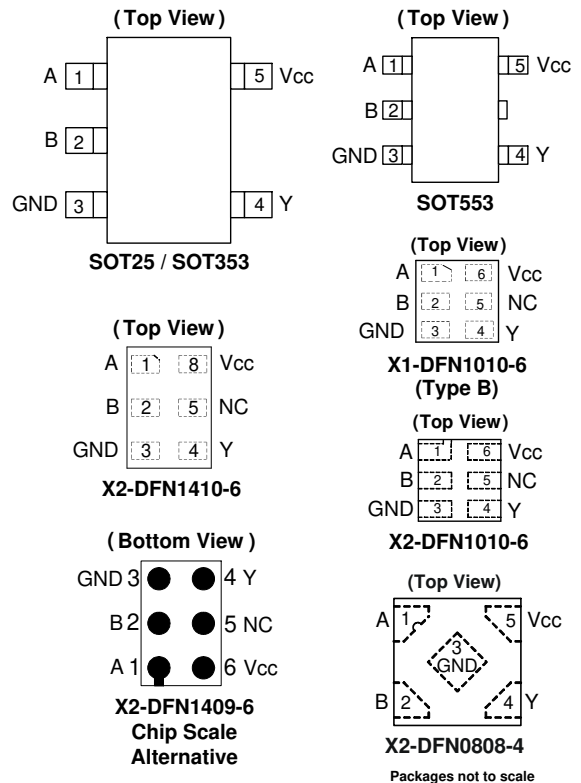 (Top View)
A 1 5 Vcc
B 2
GND 3 4 Y
SOT25 / SOT353
(Top View)
A 1 5 Vcc
B 2
GND 3 4 Y
SOT553
(Top View)
A 1 6 Vcc
B 2 5 NC
GND 3 4 Y
X1-DFN1010-6
(Type B)
(Top View)
A 1 8 Vcc
B 2 5 NC
GND 3 4 Y
X2-DFN1410-6
(Top View)
A 1 6 Vcc
B 2 5 NC
GND 3 4 Y
X2-DFN1010-6
(Bottom View)
GND 3 4 Y
B 2 5 NC
A 1 6 Vcc
X2-DFN1409-6
Chip Scale
Alternative
(Top View)
A 1 5 Vcc
3
GND
B 2 4 Y
X2-DFN0808-4
Packages not to scale